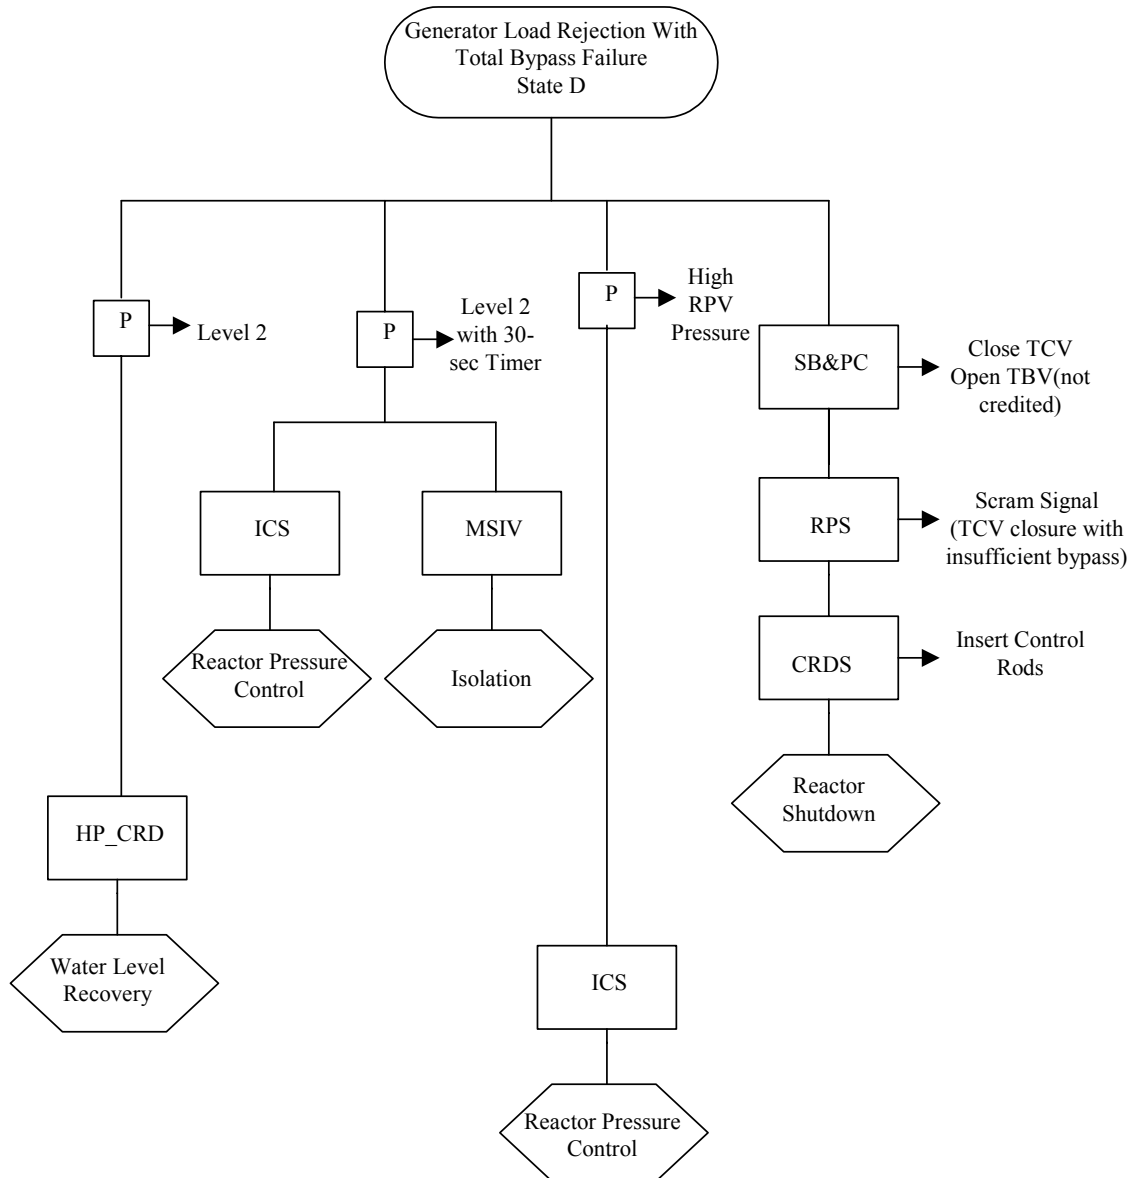 Generator Load Rejection With
Total Bypass Failure
State D
P
Level 2
P
Level 2
with 30-
sec Timer
P
High
RPV
Pressure
SB&PC
Close TCV
Open TBV(not
credited)
ICS
MSIV
RPS
Scram Signal
(TCV closure with
insufficient bypass)
Reactor Pressure
Control
Isolation
CRDS
Insert Control
Rods
Reactor
Shutdown
HP_CRD
Water Level
Recovery
ICS
Reactor Pressure
Control